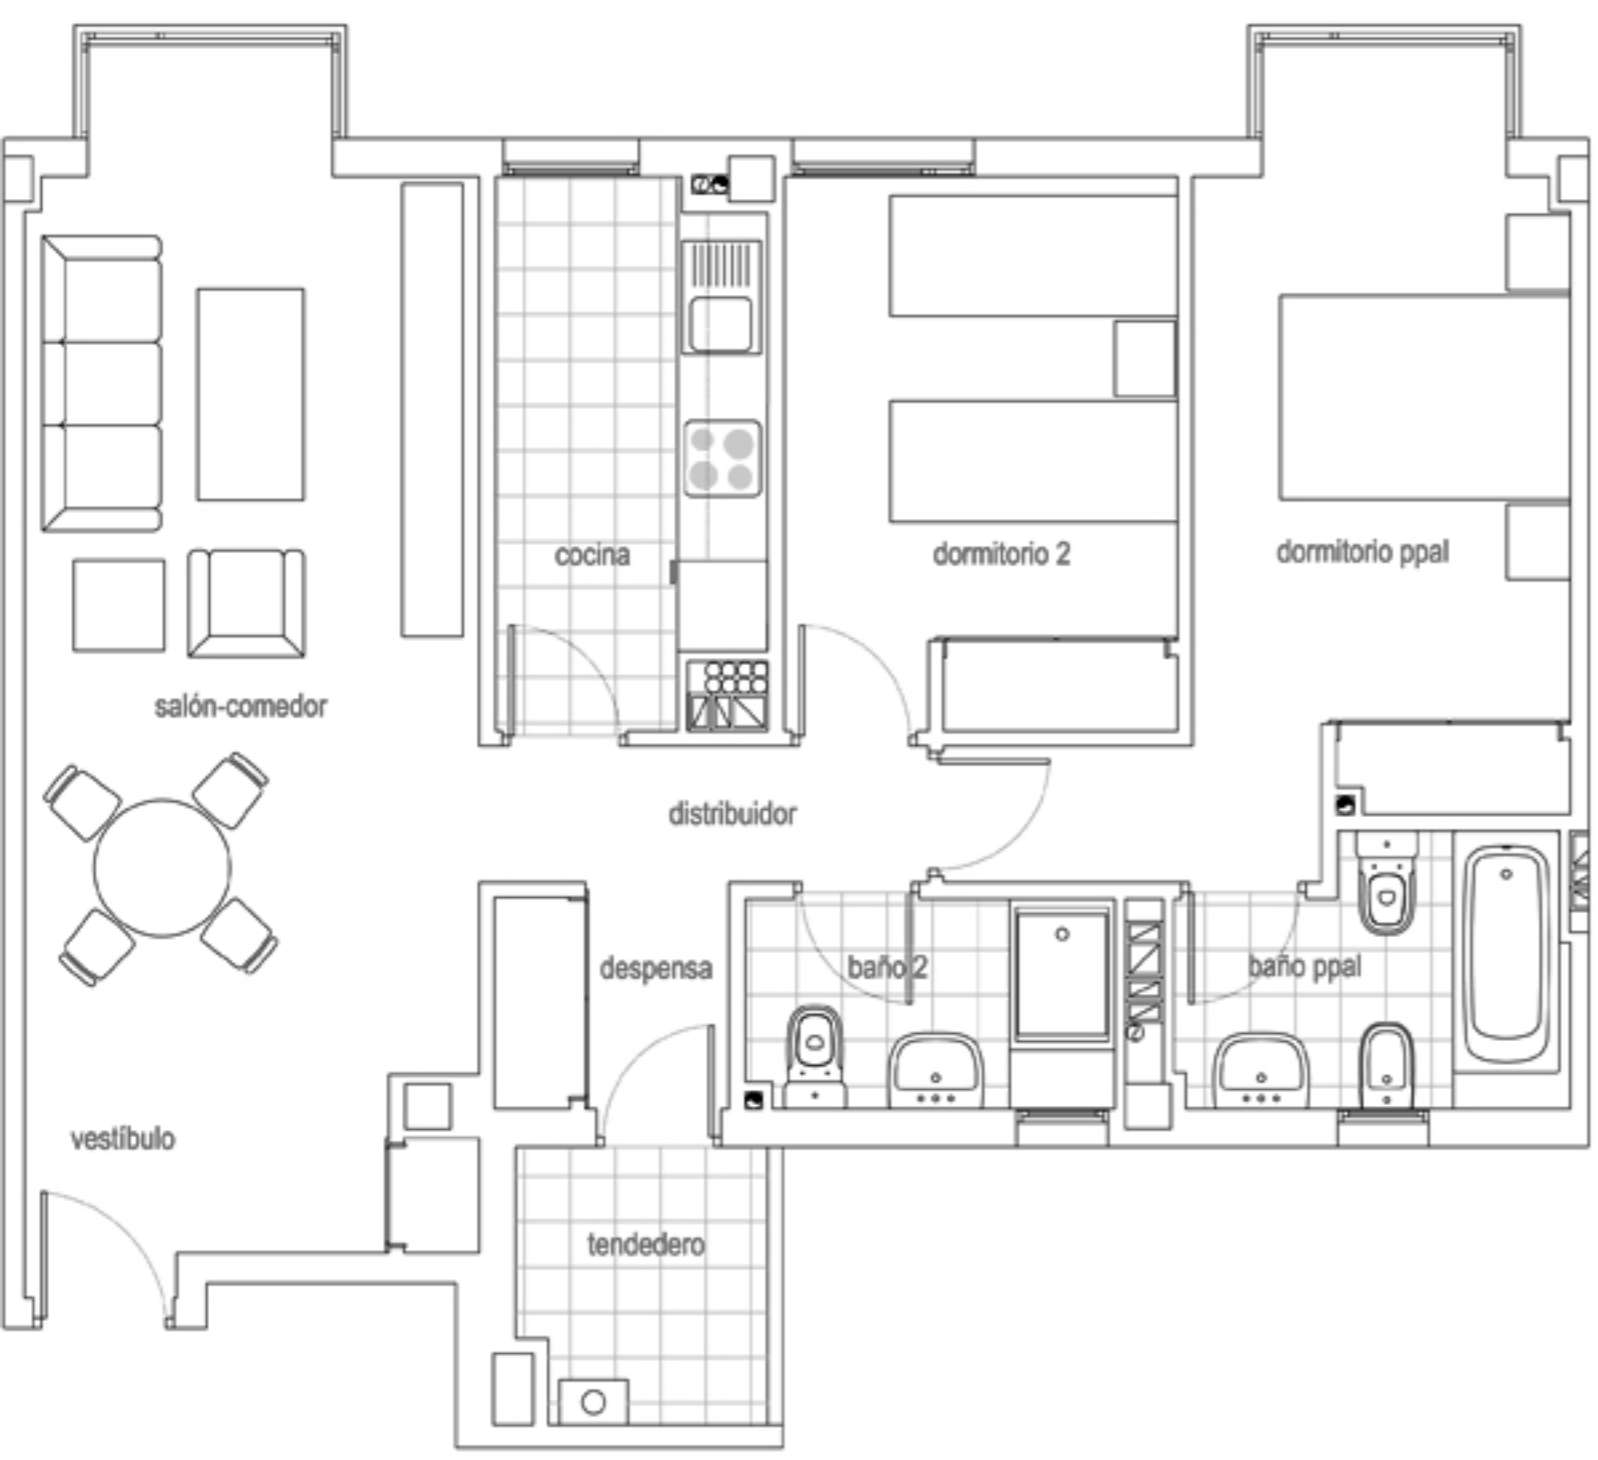 cocina
dormitorio 2
dormitorio ppal
salón-comedor
distribuidor
despensa
baño 2
baño ppal
vestíbulo
tendedero